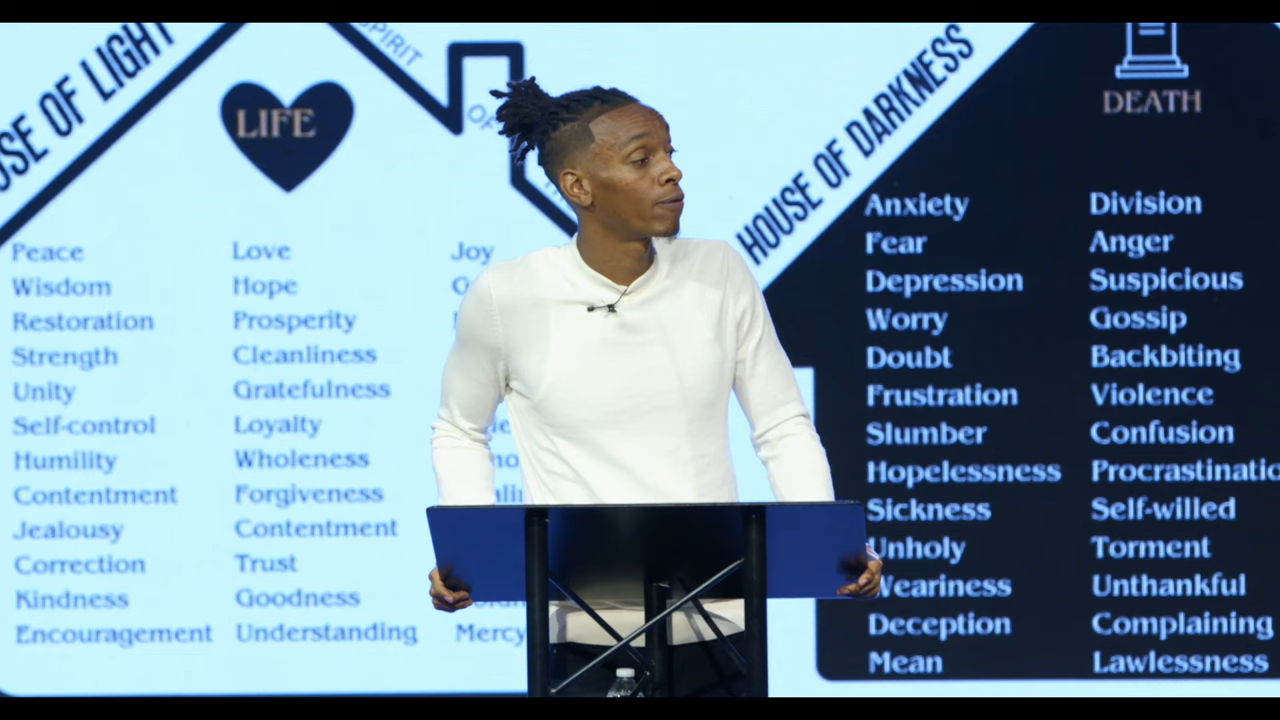 HOUSE OF LIGHT
SPIRIT
OF
LIFE
Peace Love Joy
Wisdom Hope
Restoration Prosperity
Strength Cleanliness
Unity Gratefulness
Self-control Loyalty
Humility Wholeness
Contentment Forgiveness
Jealousy Contentment
Correction Trust
Kindness Goodness
Encouragement Understanding Mercy
HOUSE OF DARKNESS
DEATH
Anxiety Division
Fear Anger
Depression Suspicious
Worry Gossip
Doubt Backbiting
Frustration Violence
Slumber Confusion
Hopelessness Procrastinatio
Sickness Self-willed
Unholy Torment
Weariness Unthankful
Deception Complaining
Mean Lawlessness